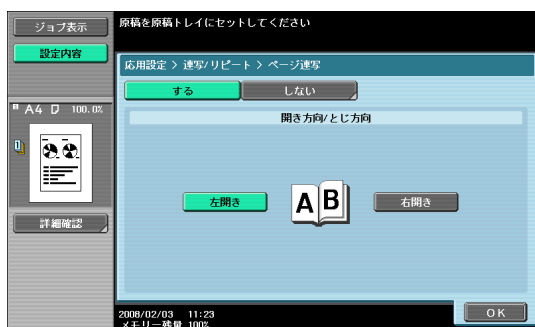 ジョブ表示
原稿を原稿トレイにセットしてください
設定内容
応用設定 > 連写/リピート > ページ連写
する
しない
A4 100.0%
開き方向/とじ方向
左開き
A B
右開き
詳細確認
2008/02/03 11:23
メモリー残量 100%
OK